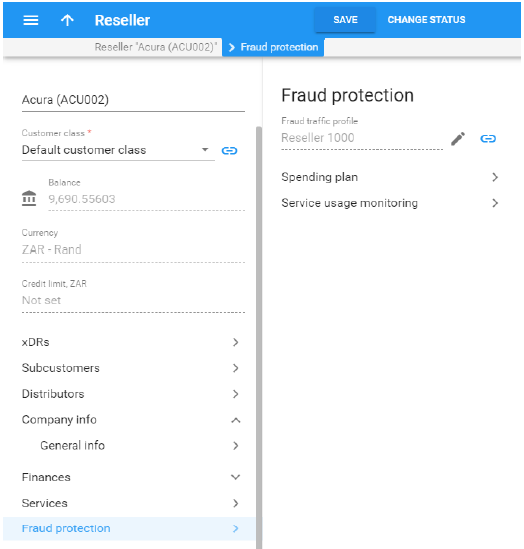 Reseller
SAVE
CHANGE STATUS
Reseller "Acura (ACU002)"
Fraud protection
Acura (ACU002)
Customer class *
Default customer class
Balance
9,690.55603
Currency
ZAR - Rand
Credit limit, ZAR
Not set
xDRs
Subcustomers
Distributors
Company info
General info
Finances
Services
Fraud protection
Fraud protection
Fraud traffic profile
Reseller 1000
Spending plan
Service usage monitoring